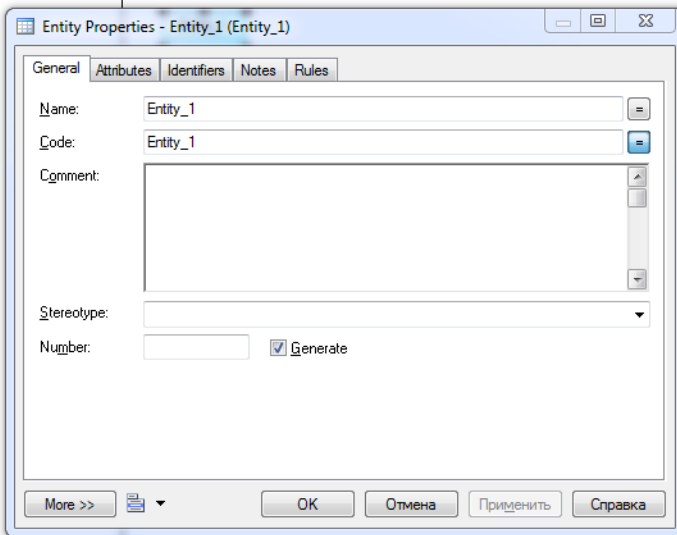 Entity Properties - Entity_1 (Entity_1)
General Attributes Identifiers Notes Rules
Name: Entity_1 =
Code: Entity_1 =
Comment:
Stereotype:
Number: Generate
More >> OK Отмена Применить Справка